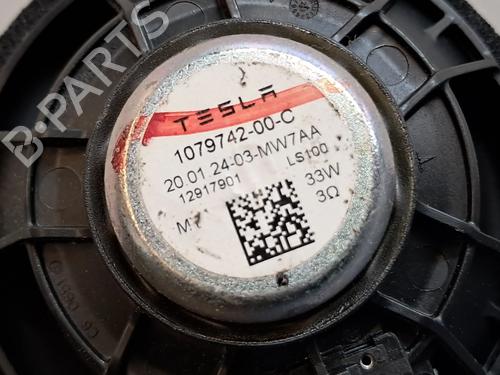 B-PARTS
TESLA
1079742-00-C
20 01 24-03-MW7AA
12917901 LS100
33W
3Ω